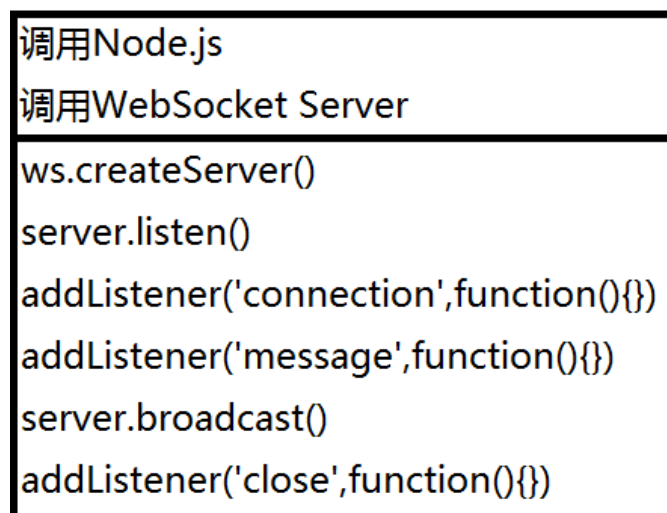 调用Node.js
调用WebSocket Server
ws.createServer()
server.listen()
addListener('connection',function(){})
addListener('message',function(){})
server.broadcast()
addListener('close',function(){})